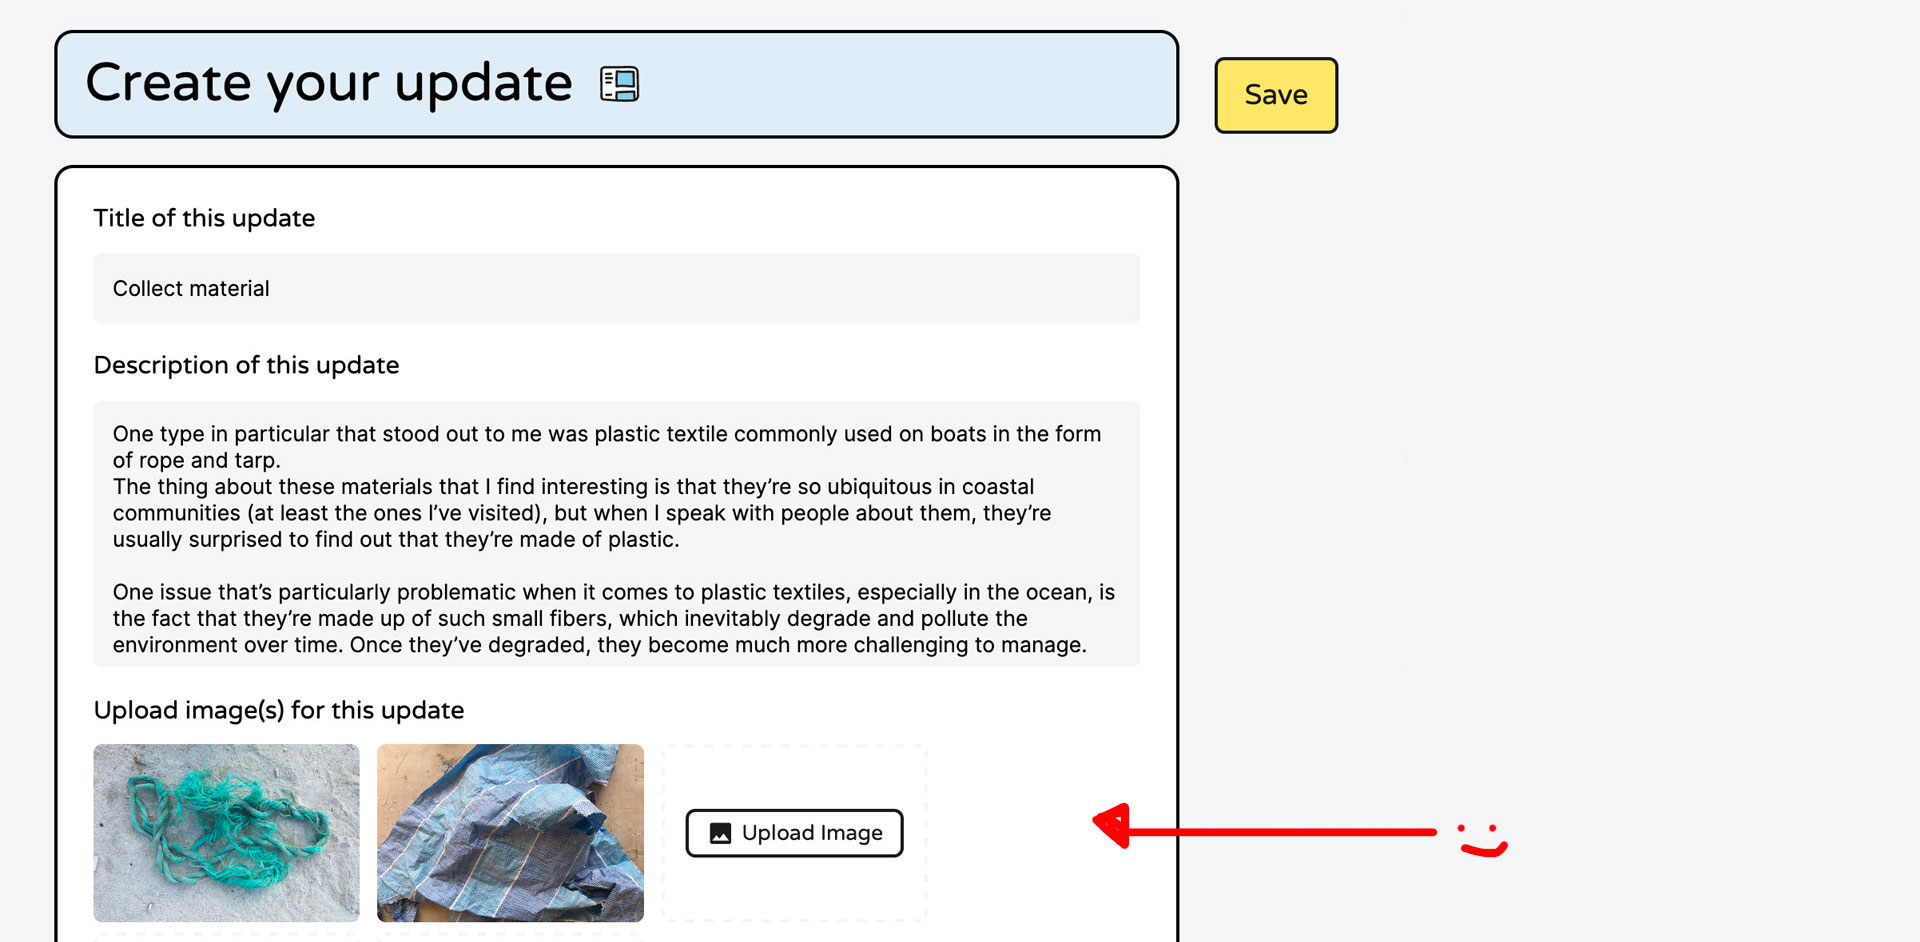 Create your update
Save
Title of this update
Collect material
Description of this update
One type in particular that stood out to me was plastic textile commonly used on boats in the form
of rope and tarp.
The thing about these materials that I find interesting is that they’re so ubiquitous in coastal
communities (at least the ones I’ve visited), but when I speak with people about them, they’re
usually surprised to find out that they’re made of plastic.
One issue that’s particularly problematic when it comes to plastic textiles, especially in the ocean, is
the fact that they’re made up of such small fibers, which inevitably degrade and pollute the
environment over time. Once they’ve degraded, they become much more challenging to manage.
Upload image(s) for this update
Upload Image